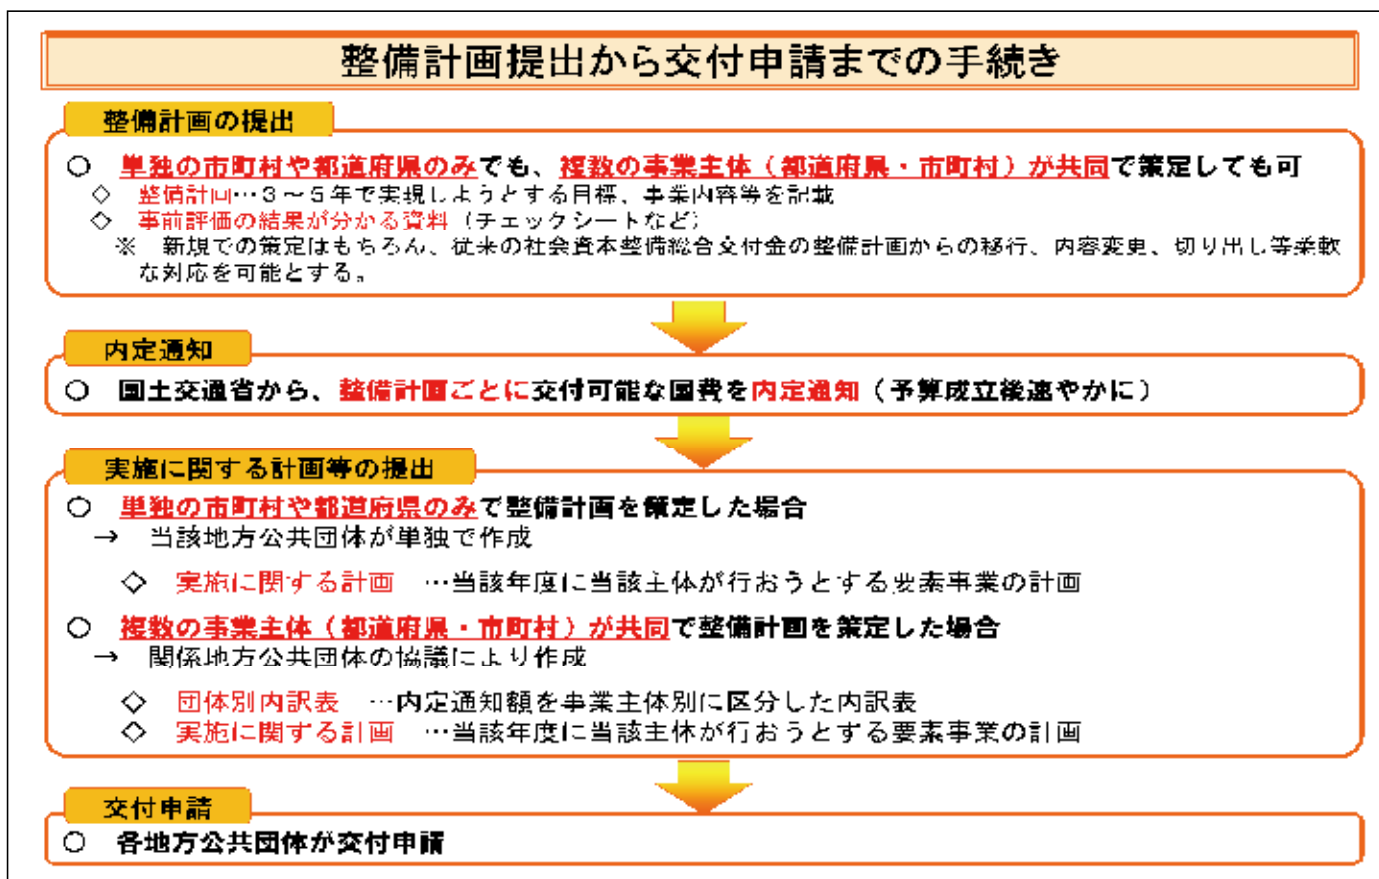 整備計画提出から交付申請までの手続き
整備計画の提出
○ 単独の市町村や都道府県のみでも、複数の事業主体（都道府県・市町村）が共同で策定しても可
◇ 整備計画…３～５年で実現しようとする目標、事業内容等を記載
◇ 事前評価の結果が分かる資料（チェックシートなど）
※ 新規での策定はもちろん、従来の社会資本整備総合交付金の整備計画からの移行、内容変更、切り出し等柔軟
な対応を可能とする。
内定通知
○ 国土交通省から、整備計画ごとに交付可能な国費を内定通知（予算成立後速やかに）
実施に関する計画等の提出
○ 単独の市町村や都道府県のみで整備計画を策定した場合
→ 当該地方公共団体が単独で作成
◇ 実施に関する計画 …当該年度に当該主体が行おうとする要素事業の計画
○ 複数の事業主体（都道府県・市町村）が共同で整備計画を策定した場合
→ 関係地方公共団体の協議により作成
◇ 団体別内訳表 …内定通知額を事業主体別に区分した内訳表
◇ 実施に関する計画 …当該年度に当該主体が行おうとする要素事業の計画
交付申請
○ 各地方公共団体が交付申請